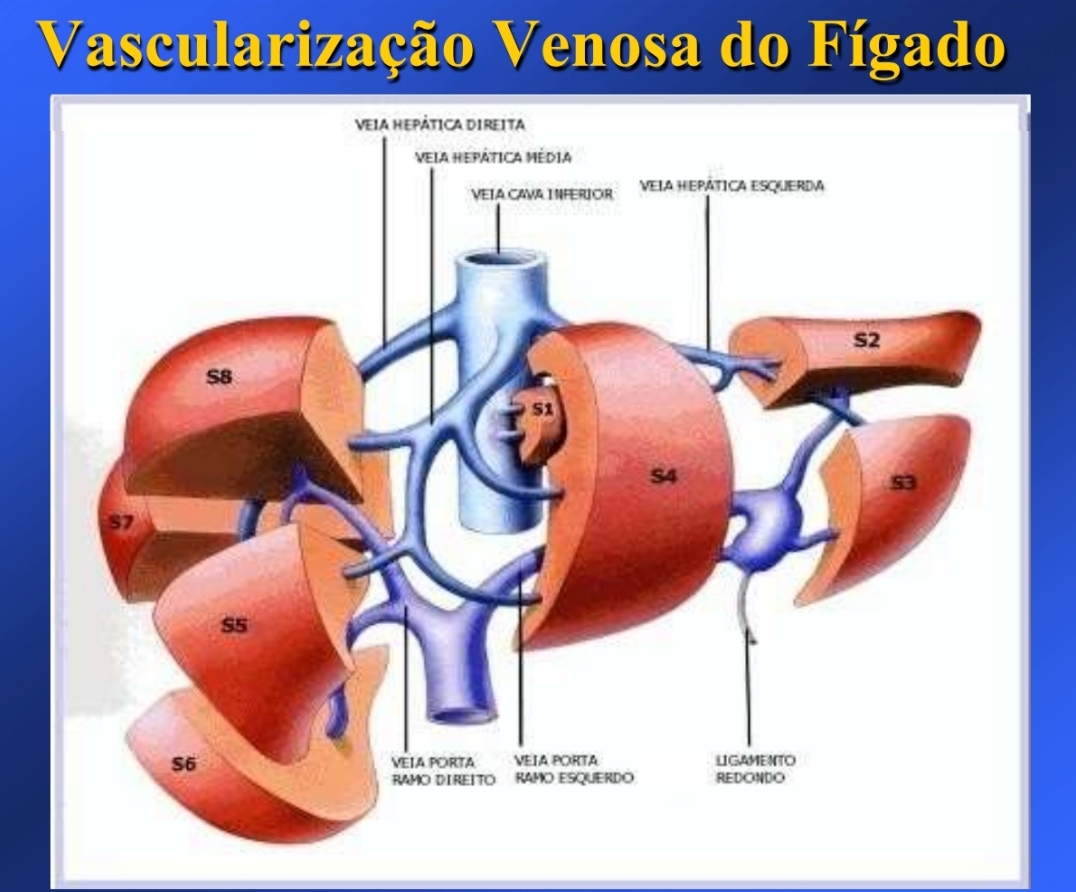 Vascularização Venosa do Fígado
VEIA HEPÁTICA DIREITA
VEIA HEPÁTICA MÉDIA
VEIA CAVA INFERIOR
VEIA HEPÁTICA ESQUERDA
S8
S2
S1
S4
S3
S7
S5
S6
VEIA PORTA
RAMO DIREITO
VEIA PORTA
RAMO ESQUERDO
LIGAMENTO
REDONDO